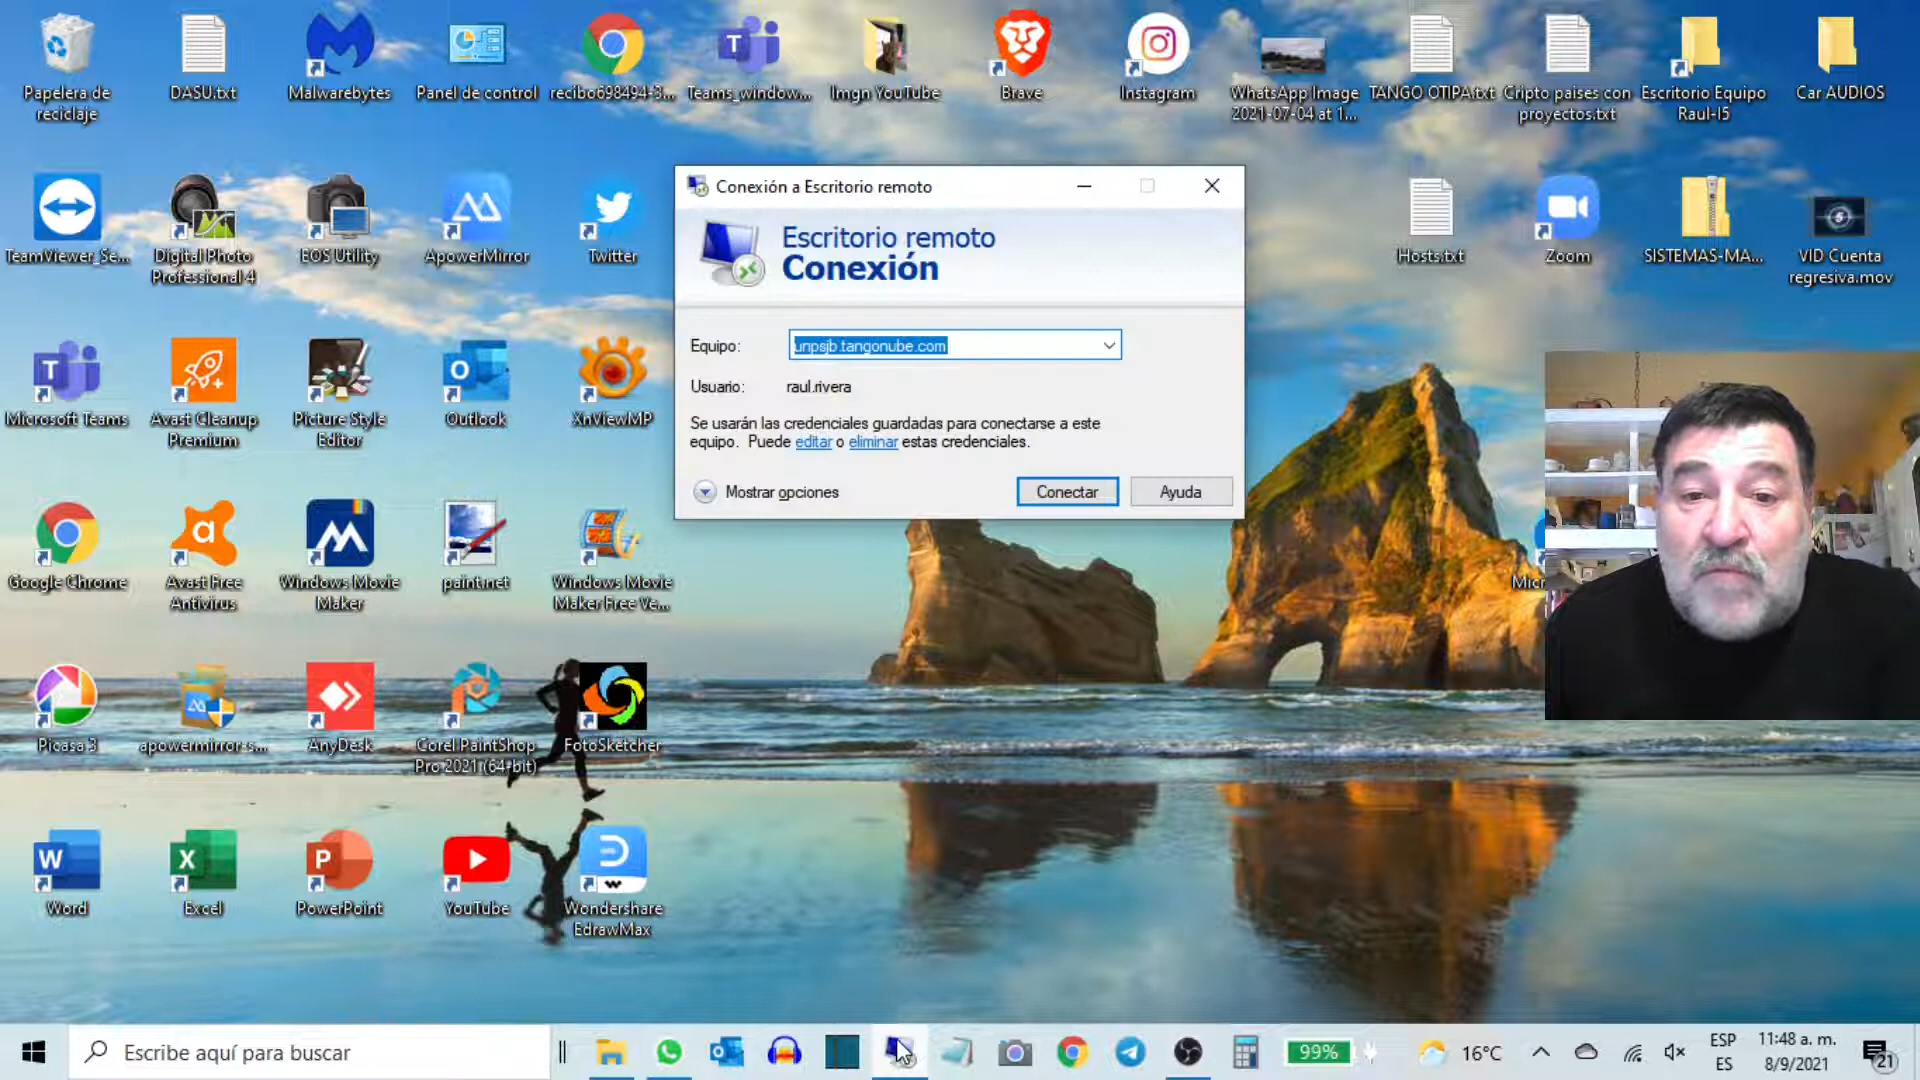 Papelera de
reciclaje
DASU.txt
Malwarebytes
Panel de control
recibo698494-3...
Teams_window...
Imgn YouTube
Brave
Instagram
WhatsApp Image
2021-07-04 at 1...
TANGO OTIPA.txt
Cripto paises con
proyectos.txt
Escritorio Equipo
Raul-I5
Car AUDIOS
TeamViewer_Se...
Digital Photo
Professional 4
EOS Utility
ApowerMirror
Twitter
Hosts.txt
Zoom
SISTEMAS-MA...
VID Cuenta
regresiva.mov
Conexión a Escritorio remoto
Escritorio remoto
Conexión
Equipo:
unpsjb.tangonube.com
Usuario:
raul.rivera
Se usarán las credenciales guardadas para conectarse a este
equipo. Puede editar o eliminar estas credenciales.
Mostrar opciones
Conectar
Ayuda
Microsoft Teams
Avast Cleanup
Premium
Picture Style
Editor
Outlook
XnViewMP
Google Chrome
Avast Free
Antivirus
Windows Movie
Maker
paint.net
Windows Movie
Maker Free Ve...
Micr
Picasa 3
apowermirror-s...
AnyDesk
Corel PaintShop
Pro 2021 (64-bit)
FotoSketcher
Word
Excel
PowerPoint
YouTube
Wondershare
EdrawMax
Escribe aquí para buscar
99%
16°C
ESP
ES
11:48 a. m.
8/9/2021
21